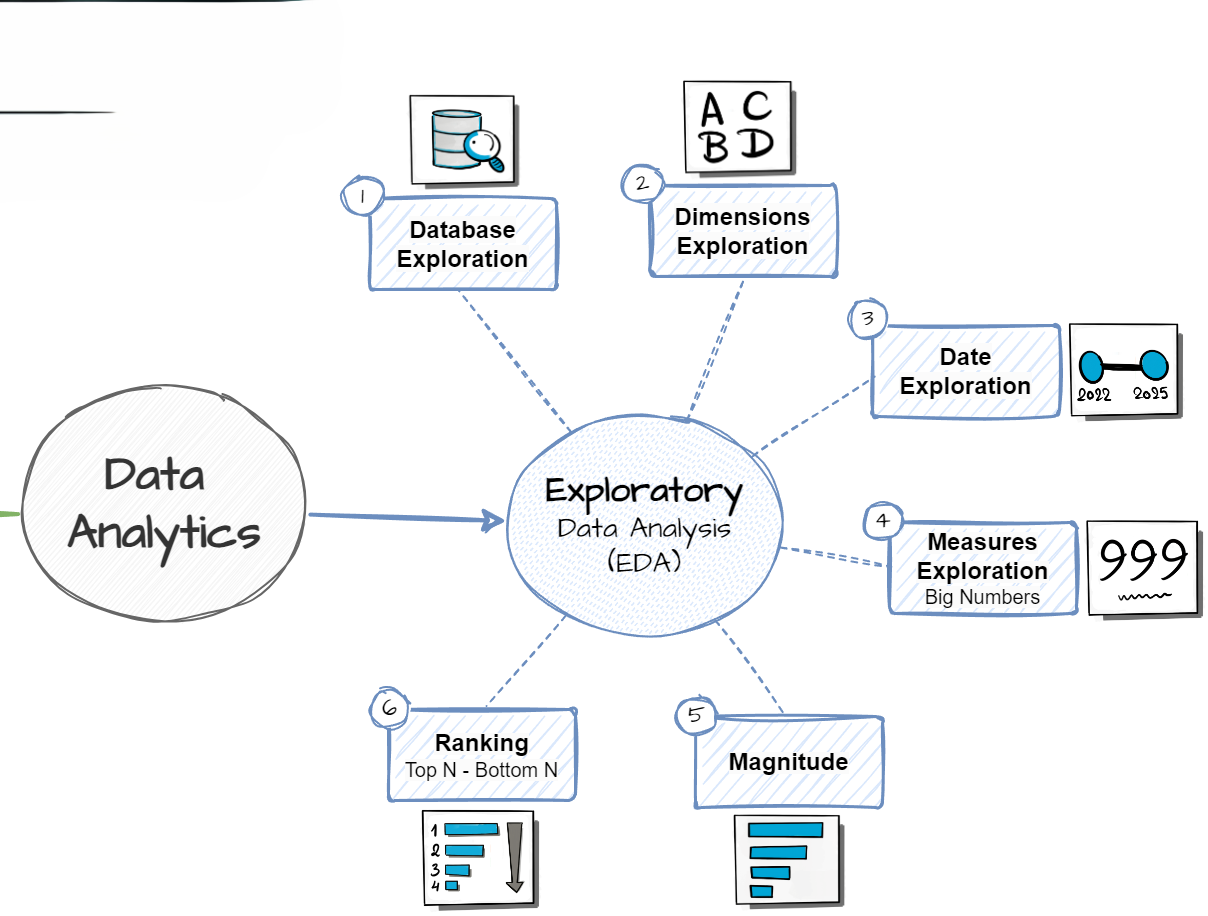 Data
Analytics
Exploratory
Data Analysis
(EDA)
1
Database
Exploration
2
A C
B D
Dimensions
Exploration
3
Date
Exploration
2022 2025
4
Measures
Exploration
Big Numbers
999
5
Magnitude
6
Ranking
Top N - Bottom N
1
2
3
4